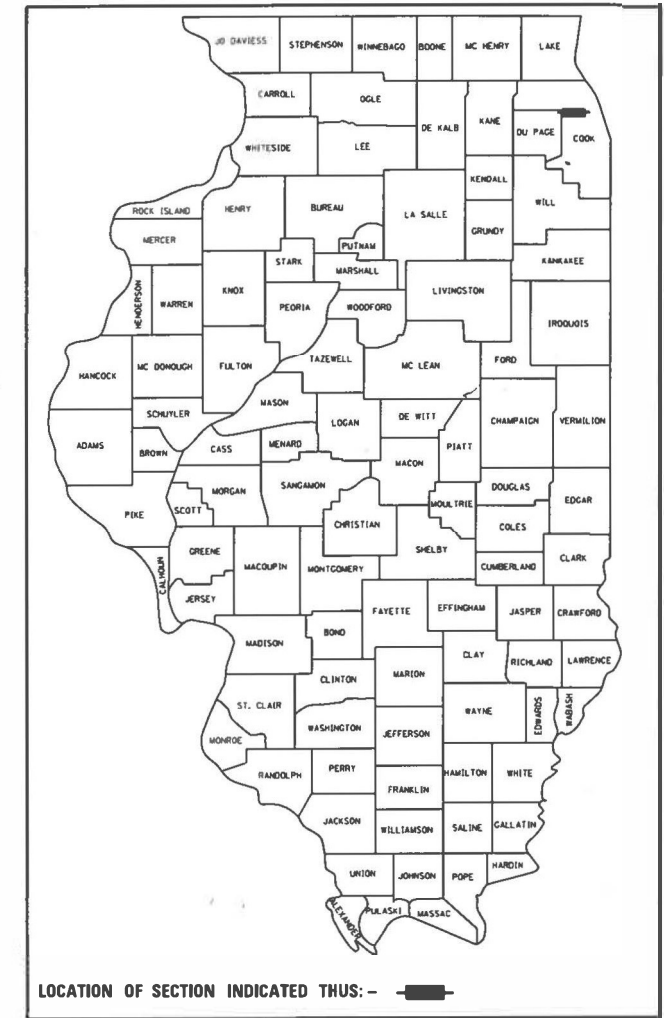 JO DAVIESS STEPHENSON WINNEBAGO BOONE MC HENRY LAKE
CARROLL OGLE DE KALB KANE DU PAGE COOK
WHITESIDE LEE KENDALL WILL
ROCK ISLAND HENRY BUREAU LA SALLE GRUNDY
MERCER PUTNAM KANKAKEE
STARK MARSHALL
HENDERSON WARREN KNOX PEORIA WOODFORD LIVINGSTON IROQUOIS
HANCOCK MC DONOUGH FULTON TAZEWELL MC LEAN FORD
SCHUYLER MASON LOGAN DE WITT CHAMPAIGN VERMILION
ADAMS BROWN CASS MENARD PIATT
MACON
PIKE SCOTT MORGAN SANGAMON MOULTRIE DOUGLAS EDGAR
CHRISTIAN COLES
CALHOUN GREENE MACOUPIN MONTGOMERY SHELBY CUMBERLAND CLARK
JERSEY FAYETTE EFFINGHAM JASPER CRAWFORD
MADISON BOND
CLAY RICHLAND LAWRENCE
CLINTON MARION
ST. CLAIR WAYNE EDWARDS WABASH
MONROE WASHINGTON JEFFERSON
RANDOLPH PERRY HAMILTON WHITE
FRANKLIN
JACKSON WILLIAMSON SALINE GALLATIN
UNION JOHNSON POPE HARDIN
ALEXANDER PULASKI MASSAC
LOCATION OF SECTION INDICATED THUS:-